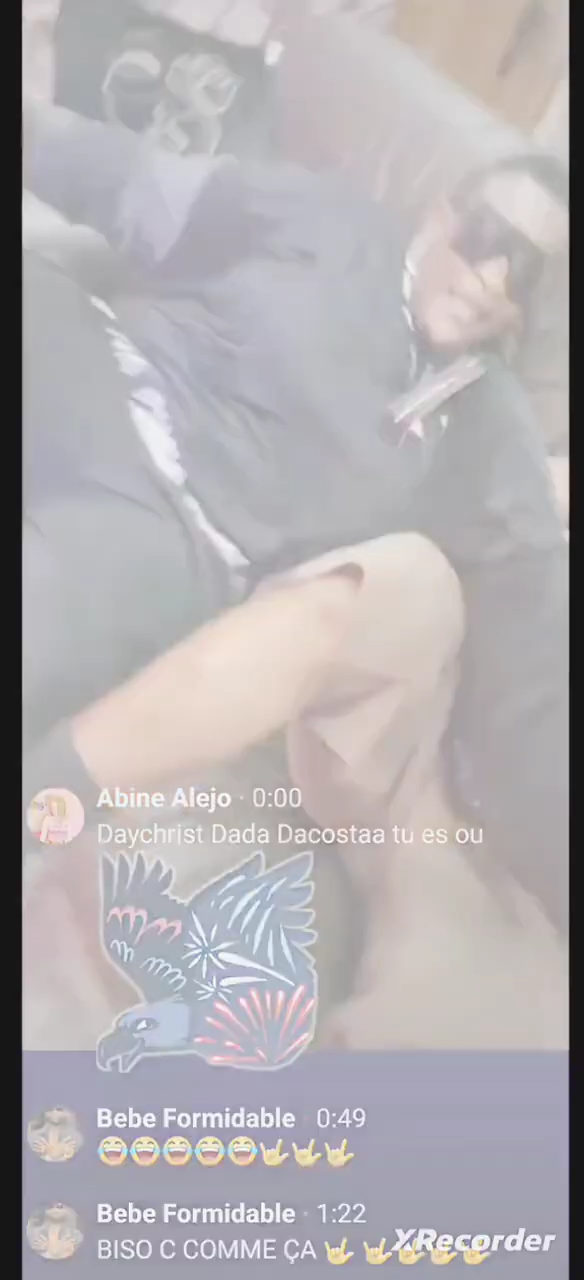 Abine Alejo · 0:00
Daychrist Dada Dacostaa tu es ou
Bebe Formidable · 0:49
😂😂😂😂😂🤟🤟🤟
Bebe Formidable · 1:22
BISO C COMME ÇA 🤟 🤟🤟🤟🤟
XRecorder